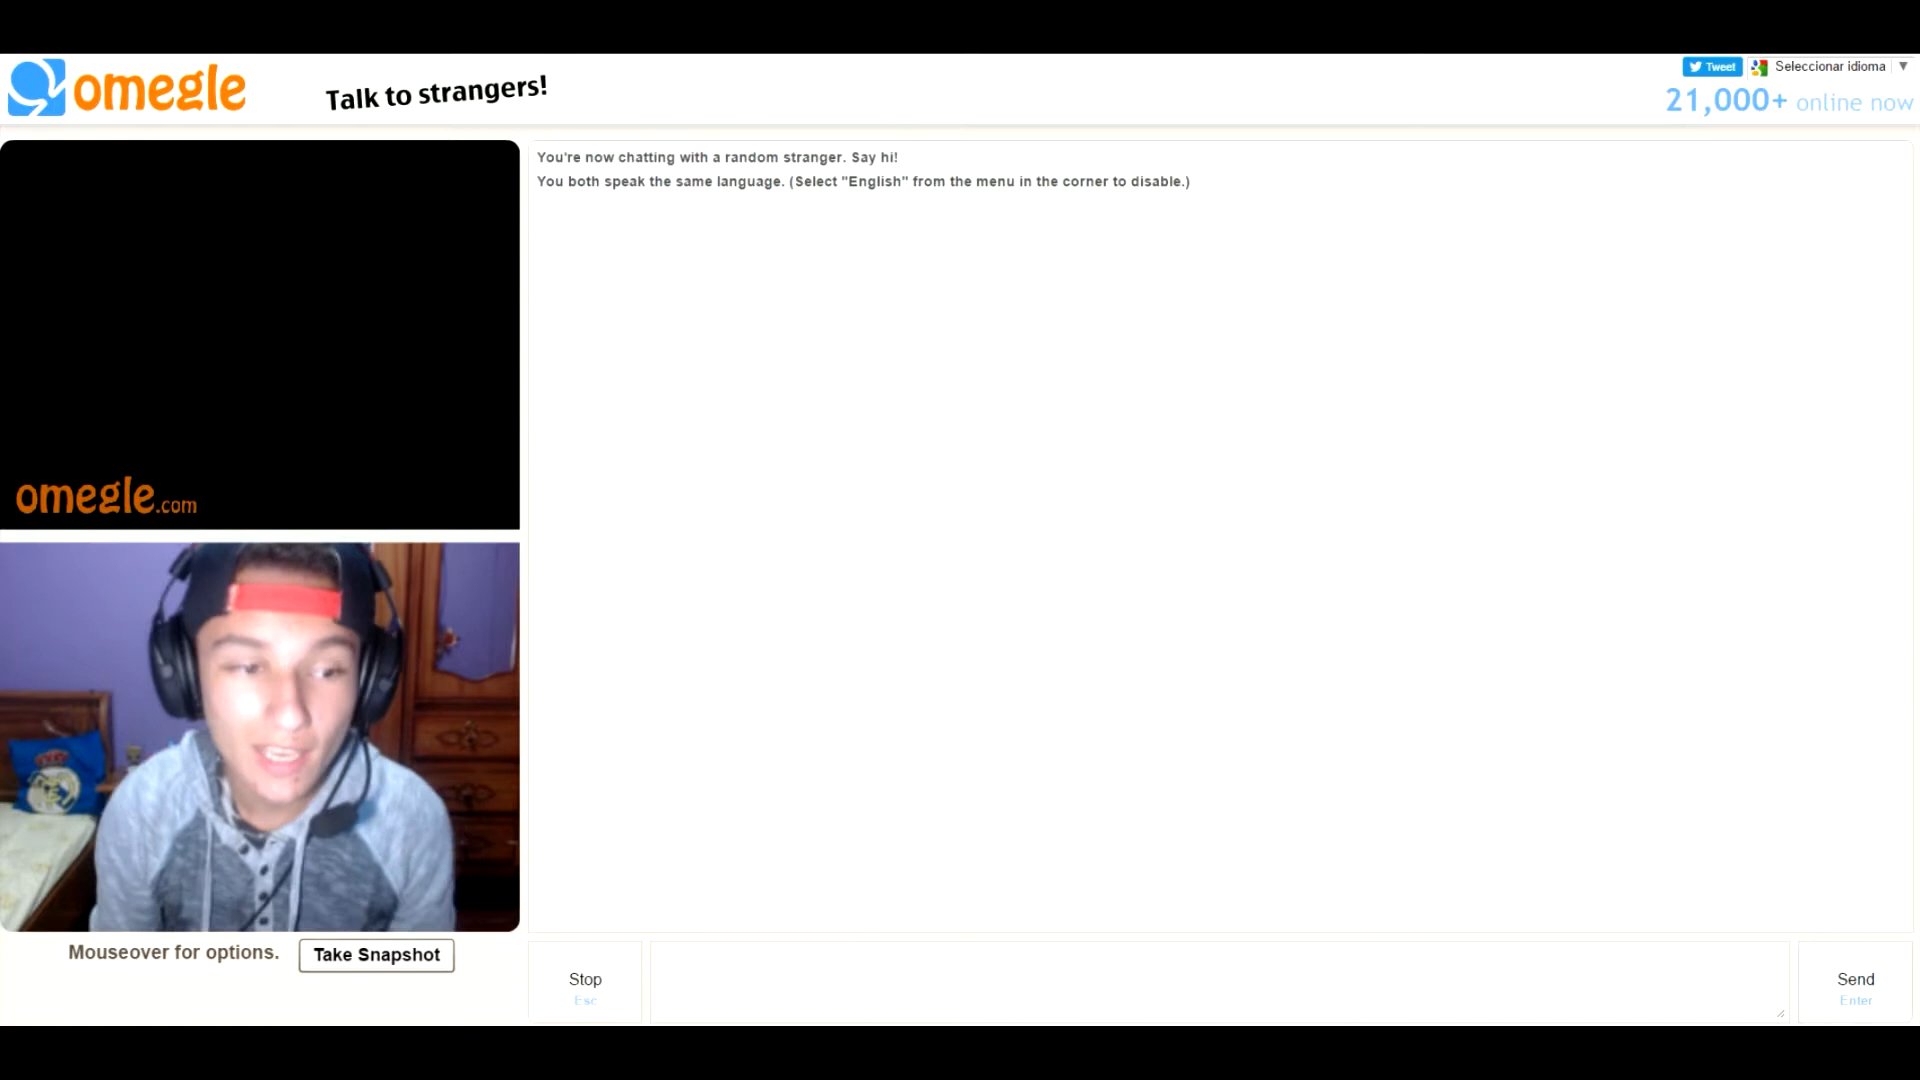 omegle
Talk to strangers!
Tweet
Seleccionar idioma
21,000+ online now
You're now chatting with a random stranger. Say hi!
You both speak the same language. (Select "English" from the menu in the corner to disable.)
omegle.com
Mouseover for options.
Take Snapshot
Stop
Esc
Send
Enter